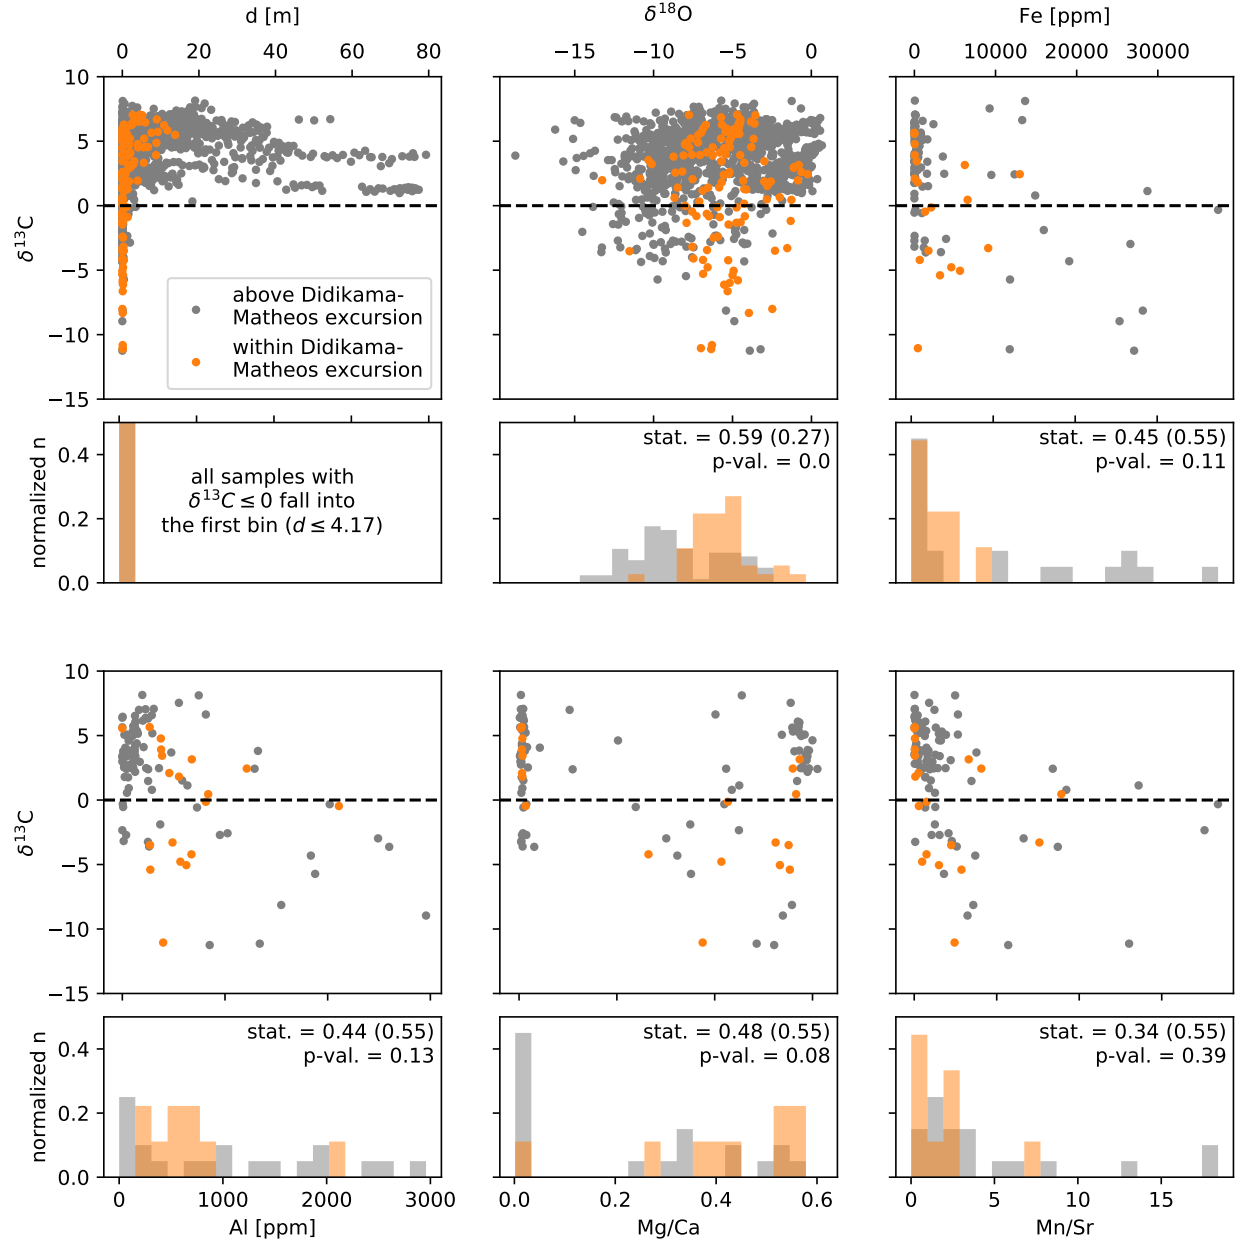 d [m]
δ¹⁸O
Fe [ppm]
0 20 40 60 80
−15 −10 −5 0
0 10000 20000 30000
10
5
0
−5
−10
−15
δ¹³C
above Didikama-
Matheos excursion
within Didikama-
Matheos excursion
normalized n
0.4
0.2
0.0
all samples with
δ¹³C ≤ 0 fall into
the first bin (d ≤ 4.17)
stat. = 0.59 (0.27)
p-val. = 0.0
stat. = 0.45 (0.55)
p-val. = 0.11
10
5
0
−5
−10
−15
δ¹³C
normalized n
0.4
0.2
0.0
stat. = 0.44 (0.55)
p-val. = 0.13
stat. = 0.48 (0.55)
p-val. = 0.08
stat. = 0.34 (0.55)
p-val. = 0.39
0 1000 2000 3000
0.0 0.2 0.4 0.6
0 5 10 15
Al [ppm]
Mg/Ca
Mn/Sr